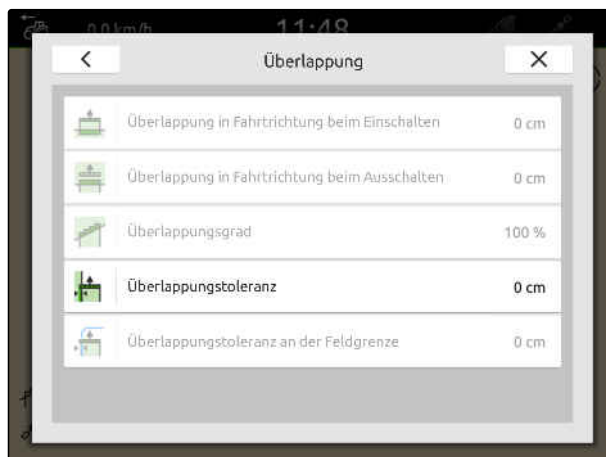 0.0 km/h 11:48
Überlappung
Überlappung in Fahrtrichtung beim Einschalten 0 cm
Überlappung in Fahrtrichtung beim Ausschalten 0 cm
Überlappungsgrad 100 %
Überlappungstoleranz 0 cm
Überlappungstoleranz an der Feldgrenze 0 cm